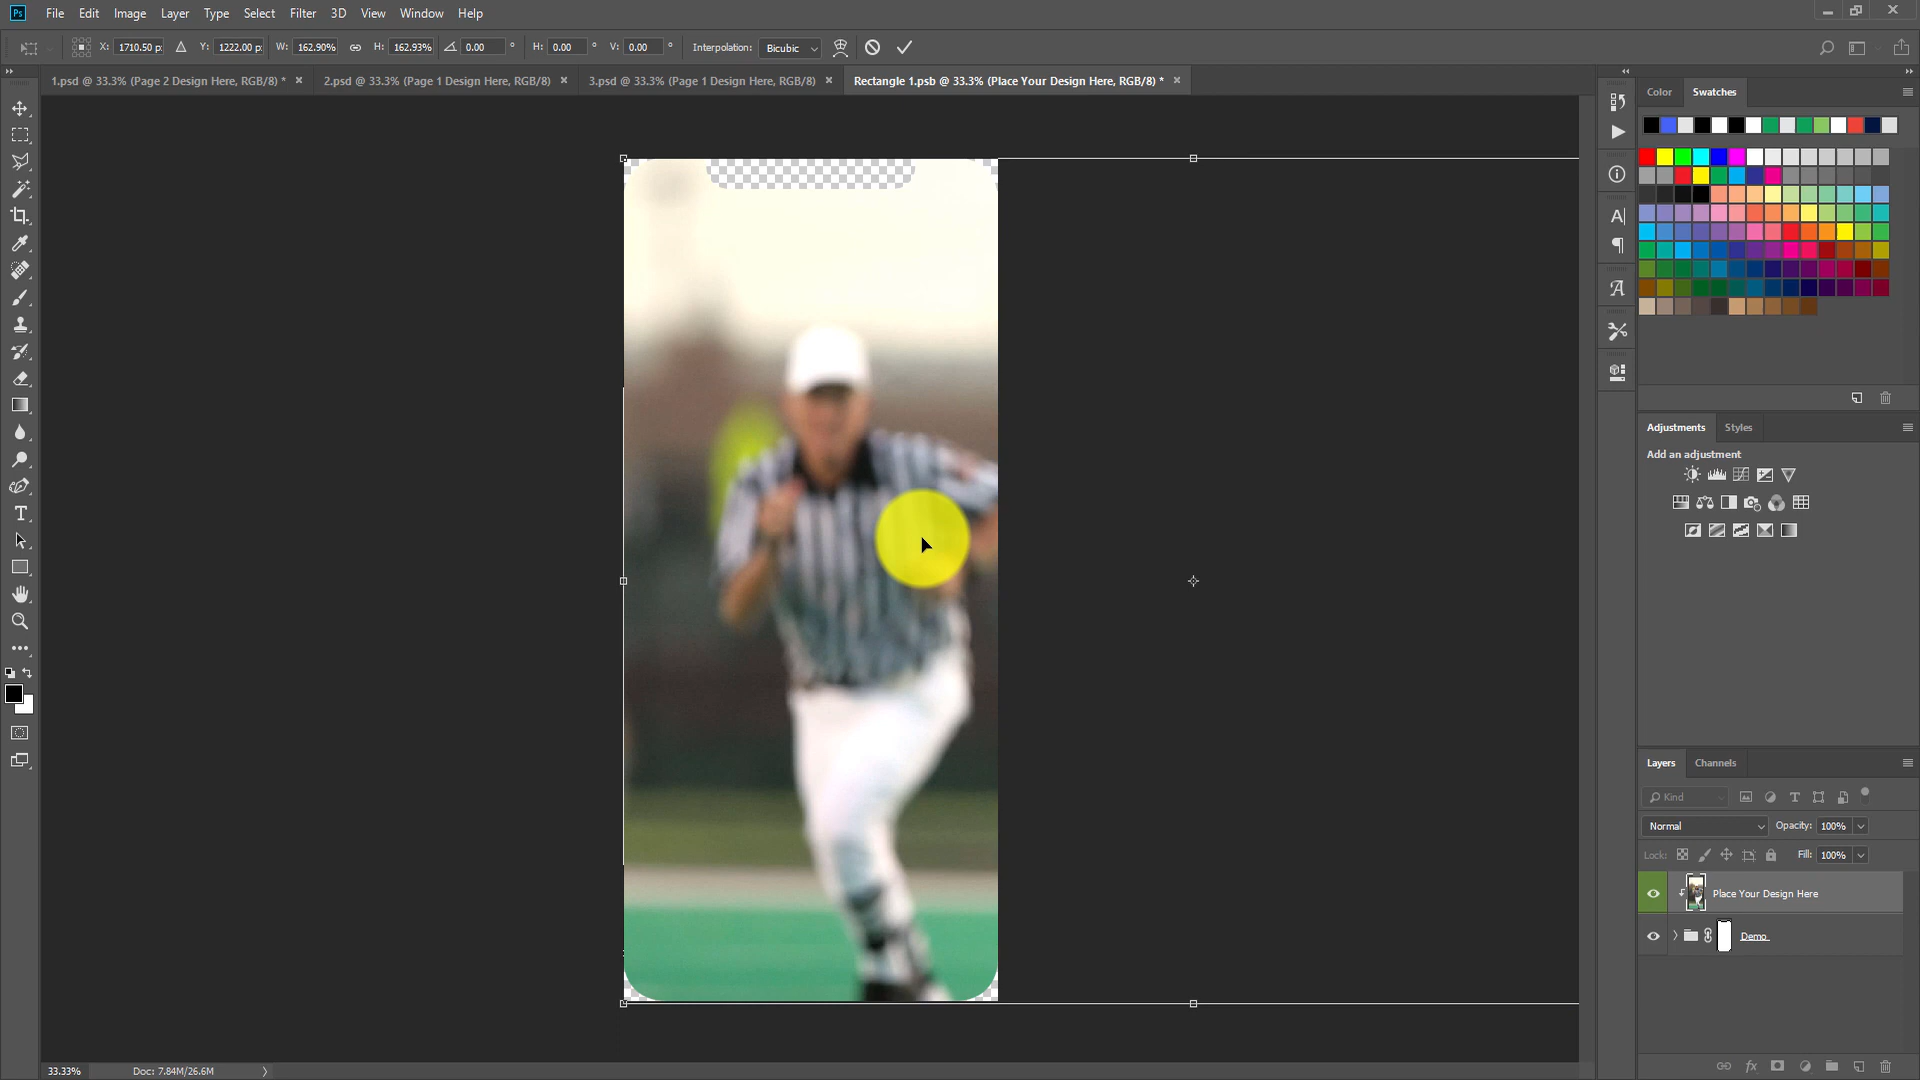 Ps File Edit Image Layer Type Select Filter 3D View Window Help
X: 1710.50 p: Y: 1222.00 p: W: 162.90% H: 162.93% 0.00 ° H: 0.00 ° V: 0.00 ° Interpolation: Bicubic
1.psd @ 33.3% (Page 2 Design Here, RGB/8) * × 2.psd @ 33.3% (Page 1 Design Here, RGB/8) × 3.psd @ 33.3% (Page 1 Design Here, RGB/8) × Rectangle 1.psb @ 33.3% (Place Your Design Here, RGB/8) * ×
Color Swatches
Adjustments Styles
Add an adjustment
Layers Channels
Kind
Normal Opacity: 100%
Lock: Fill: 100%
Place Your Design Here
Demo
33.33% Doc: 7.84M/26.6M